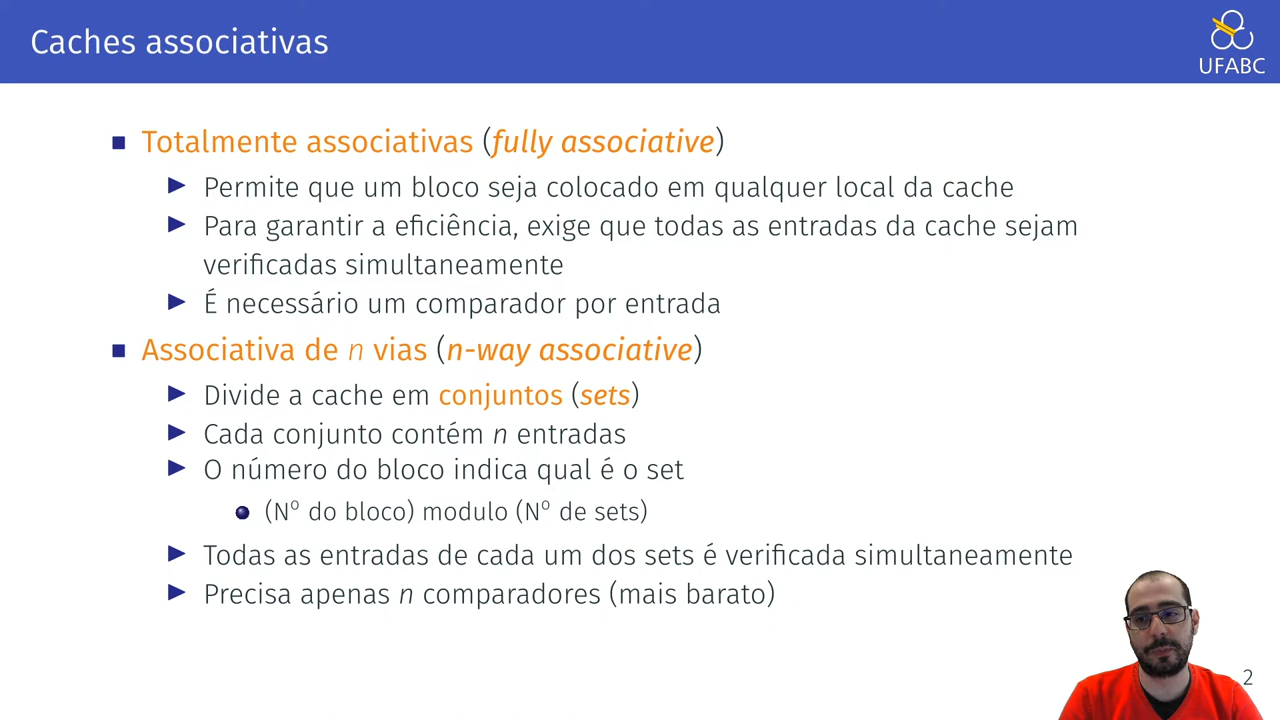 Caches associativas
UFABC
Totalmente associativas (fully associative)
Permite que um bloco seja colocado em qualquer local da cache
Para garantir a eficiência, exige que todas as entradas da cache sejam
verificadas simultaneamente
É necessário um comparador por entrada
Associativa de n vias (n-way associative)
Divide a cache em conjuntos (sets)
Cada conjunto contém n entradas
O número do bloco indica qual é o set
(Nº do bloco) modulo (Nº de sets)
Todas as entradas de cada um dos sets é verificada simultaneamente
Precisa apenas n comparadores (mais barato)
2